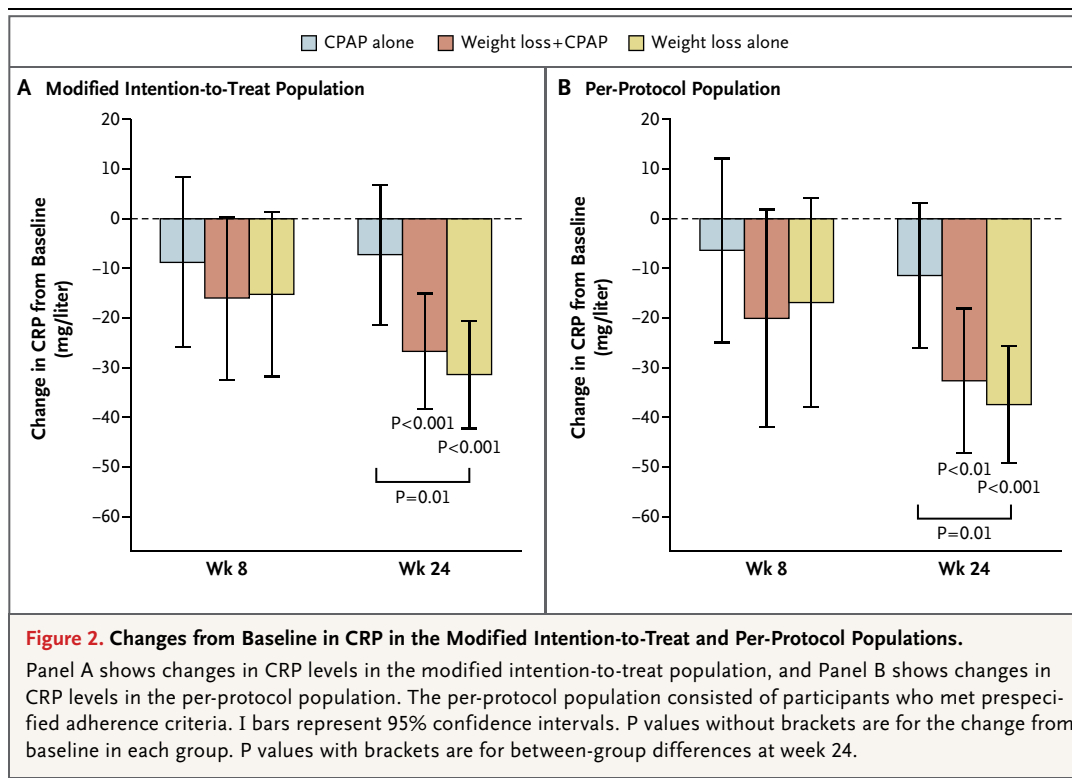 CPAP alone Weight loss+CPAP Weight loss alone
A Modified Intention-to-Treat Population
20
10
0
–10
–20
–30
–40
–50
–60
Change in CRP from Baseline
(mg/liter)
P<0.001
P<0.001
P=0.01
Wk 8 Wk 24
B Per-Protocol Population
20
10
0
–10
–20
–30
–40
–50
–60
Change in CRP from Baseline
(mg/liter)
P<0.01
P<0.001
P=0.01
Wk 8 Wk 24
Figure 2. Changes from Baseline in CRP in the Modified Intention-to-Treat and Per-Protocol Populations.
Panel A shows changes in CRP levels in the modified intention-to-treat population, and Panel B shows changes in
CRP levels in the per-protocol population. The per-protocol population consisted of participants who met prespeci-
fied adherence criteria. I bars represent 95% confidence intervals. P values without brackets are for the change from
baseline in each group. P values with brackets are for between-group differences at week 24.